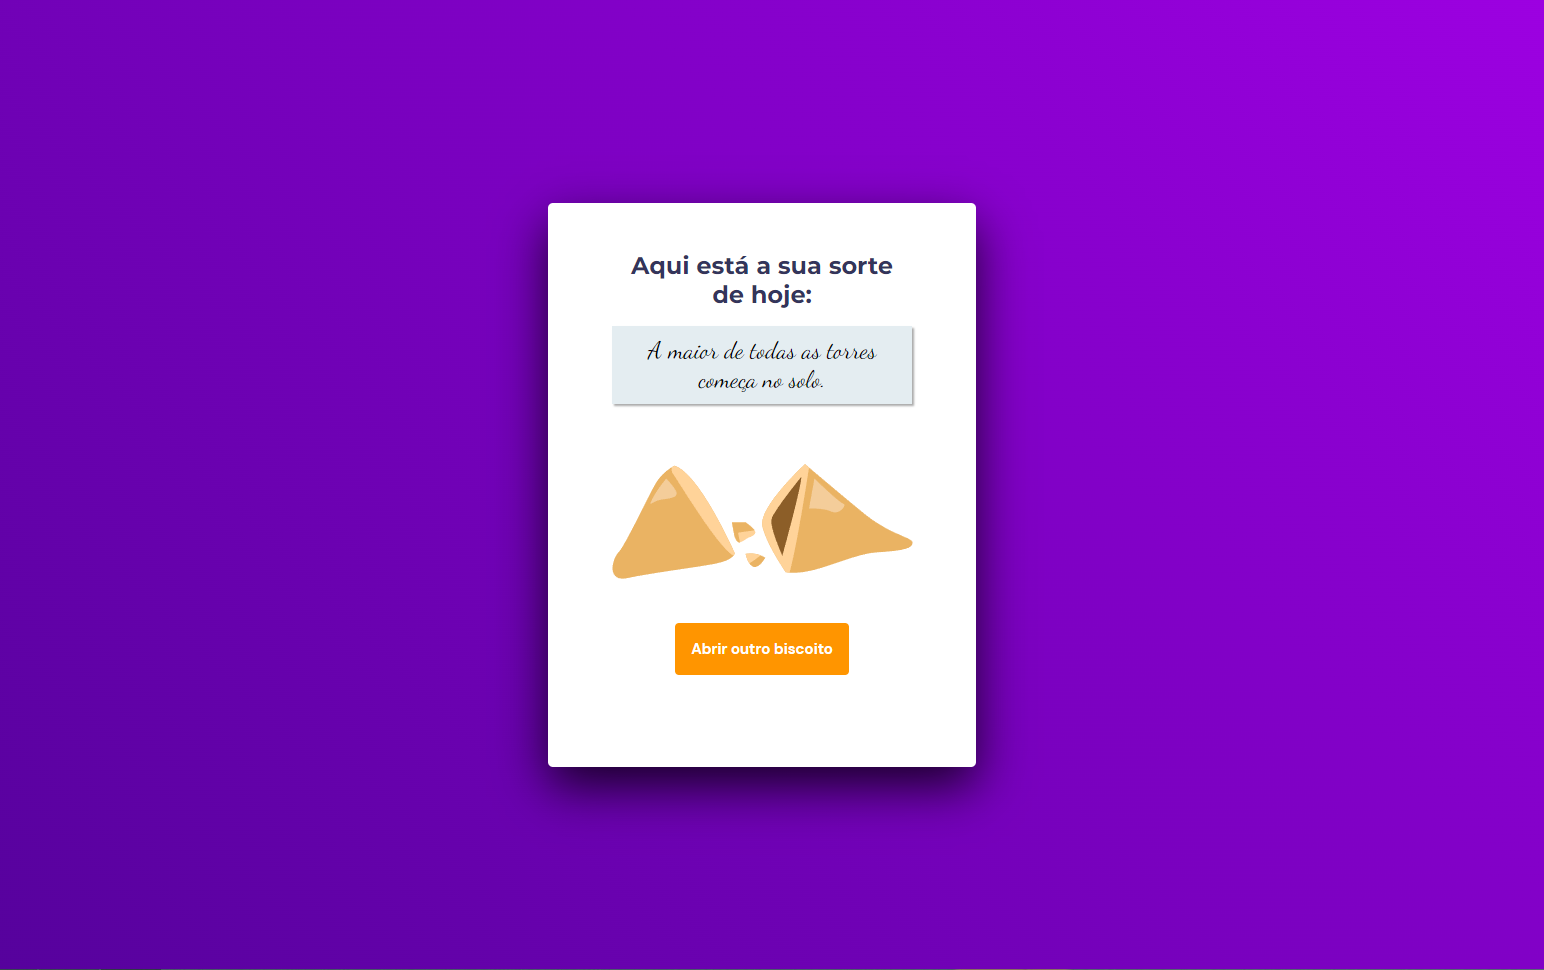 Aqui está a sua sorte
de hoje:
A maior de todas as torres
começa no solo.
Abrir outro biscoito